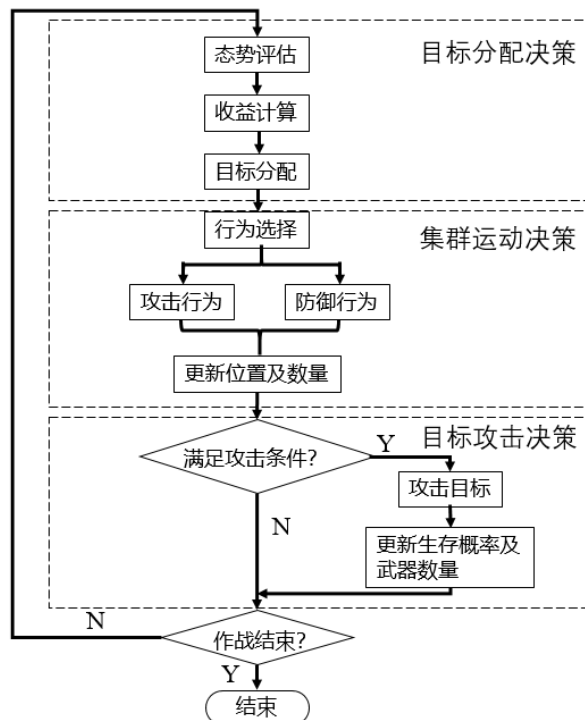 态势评估
目标分配决策
收益计算
目标分配
行为选择
集群运动决策
攻击行为
防御行为
更新位置及数量
目标攻击决策
满足攻击条件?
Y
攻击目标
N
更新生存概率及
武器数量
N
作战结束?
Y
结束